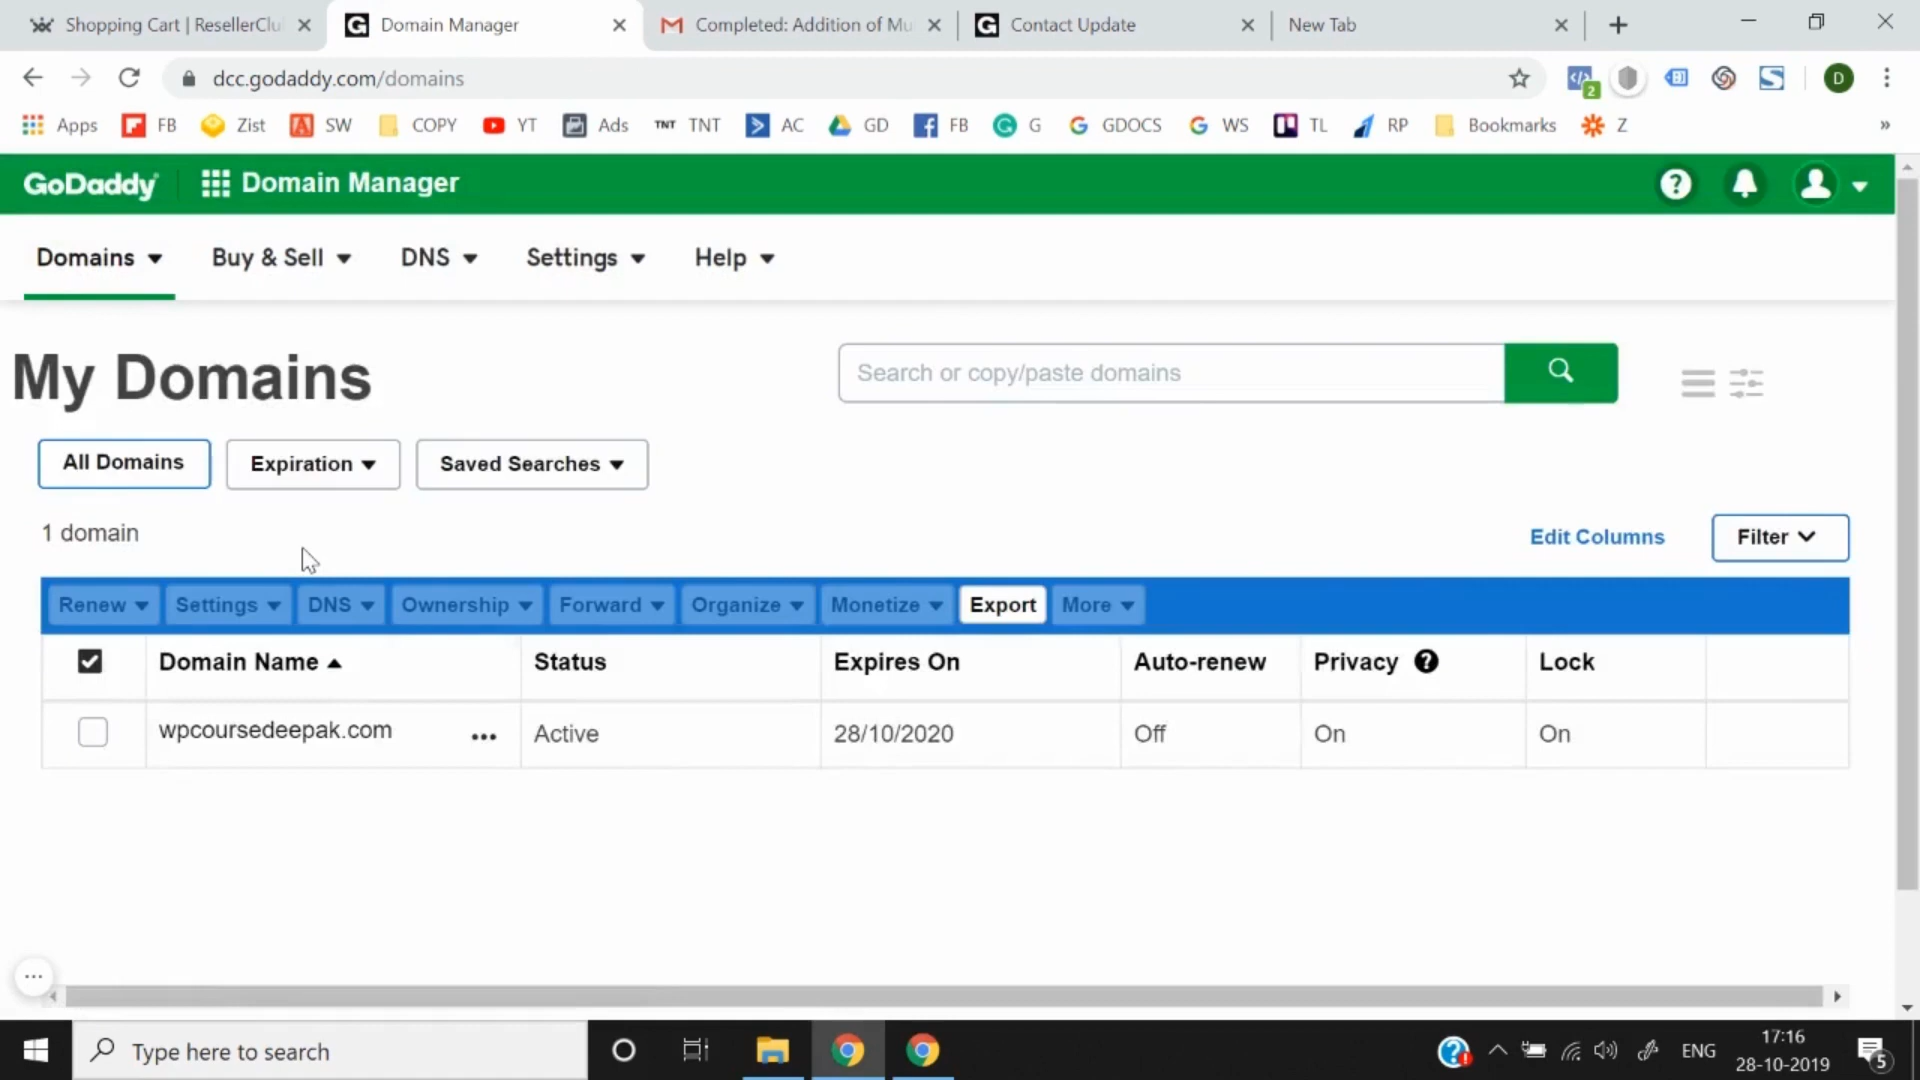 Shopping Cart | ResellerClu
Domain Manager
Completed: Addition of Mu
Contact Update
New Tab
dcc.godaddy.com/domains
2
D
Apps FB Zist SW COPY YT Ads TNT TNT AC GD FB G GDOCS WS TL RP Bookmarks Z »
GoDaddy Domain Manager
Domains Buy & Sell DNS Settings Help
My Domains
Search or copy/paste domains
All Domains Expiration Saved Searches
1 domain
Edit Columns Filter
Renew Settings DNS Ownership Forward Organize Monetize Export More
Domain Name Status Expires On Auto-renew Privacy ? Lock
wpcoursedeepak.com ... Active 28/10/2020 Off On On
Type here to search
ENG
17:16
28-10-2019
5